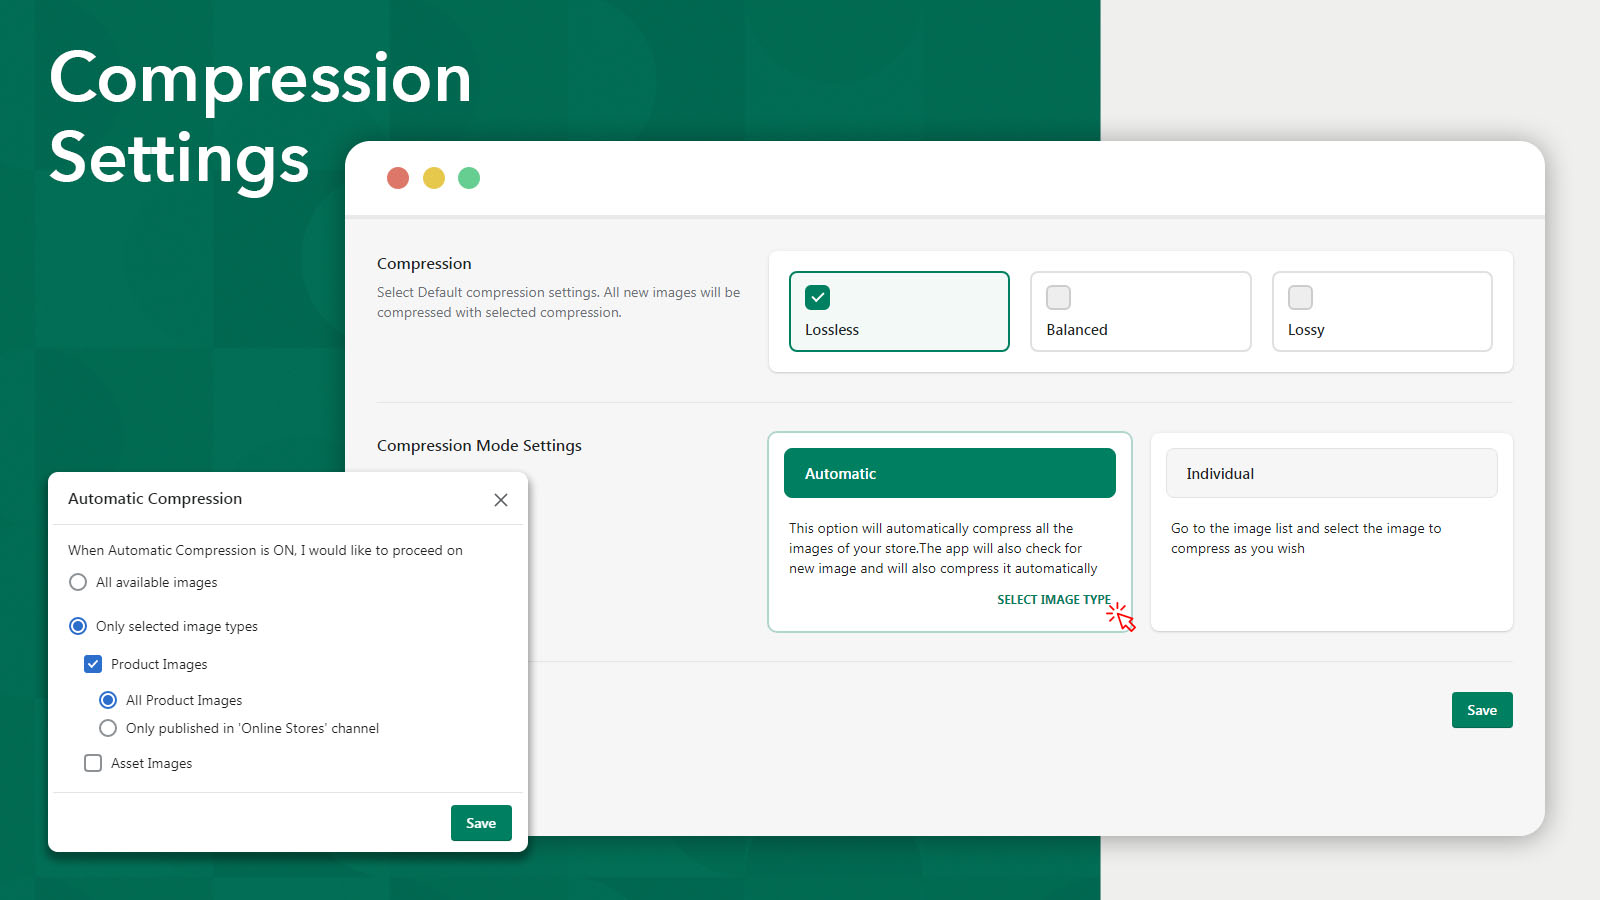 Compression
Settings
Compression
Select Default compression settings. All new images will be
compressed with selected compression.
Lossless
Balanced
Lossy
Compression Mode Settings
Automatic
This option will automatically compress all the
images of your store.The app will also check for
new image and will also compress it automatically
SELECT IMAGE TYPE
Individual
Go to the image list and select the image to
compress as you wish
Save
Automatic Compression
When Automatic Compression is ON, I would like to proceed on
All available images
Only selected image types
Product Images
All Product Images
Only published in 'Online Stores' channel
Asset Images
Save